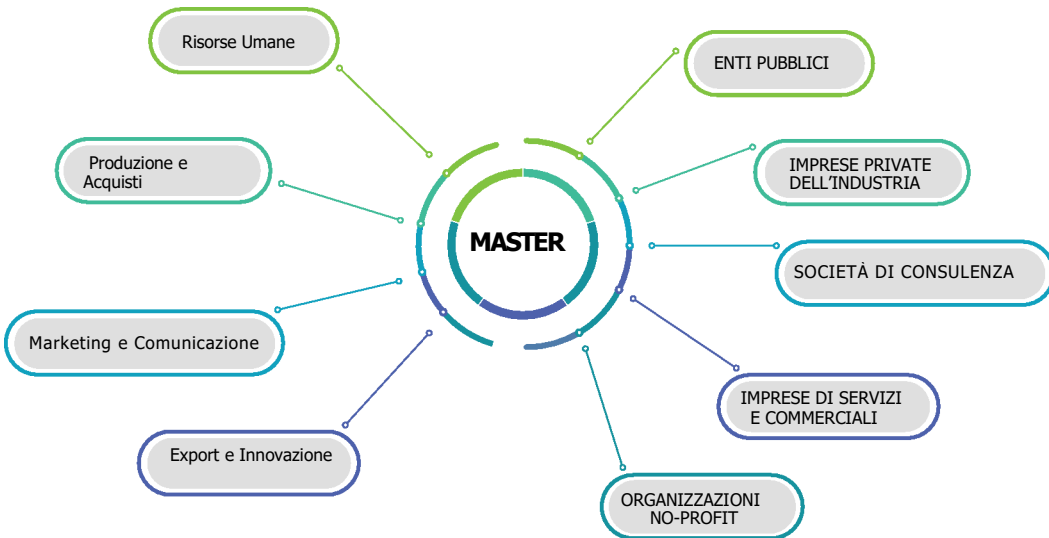 Risorse Umane
Produzione e
Acquisti
Marketing e Comunicazione
Export e Innovazione
MASTER
ENTI PUBBLICI
IMPRESE PRIVATE
DELL’INDUSTRIA
SOCIETÀ DI CONSULENZA
IMPRESE DI SERVIZI
E COMMERCIALI
ORGANIZZAZIONI
NO-PROFIT